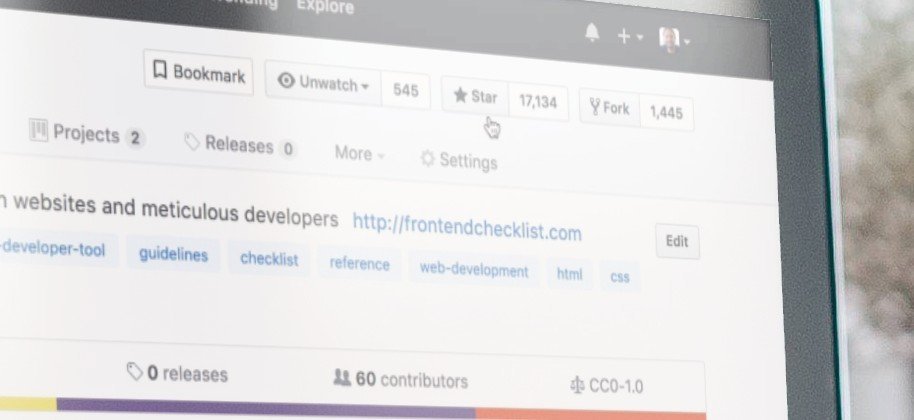 Explore
Bookmark Unwatch 545 Star 17,134 Fork 1,445
Projects 2 Releases 0 More Settings
websites and meticulous developers http://frontendchecklist.com Edit
-developer-tool guidelines checklist reference web-development html css
0 releases 60 contributors CC0-1.0